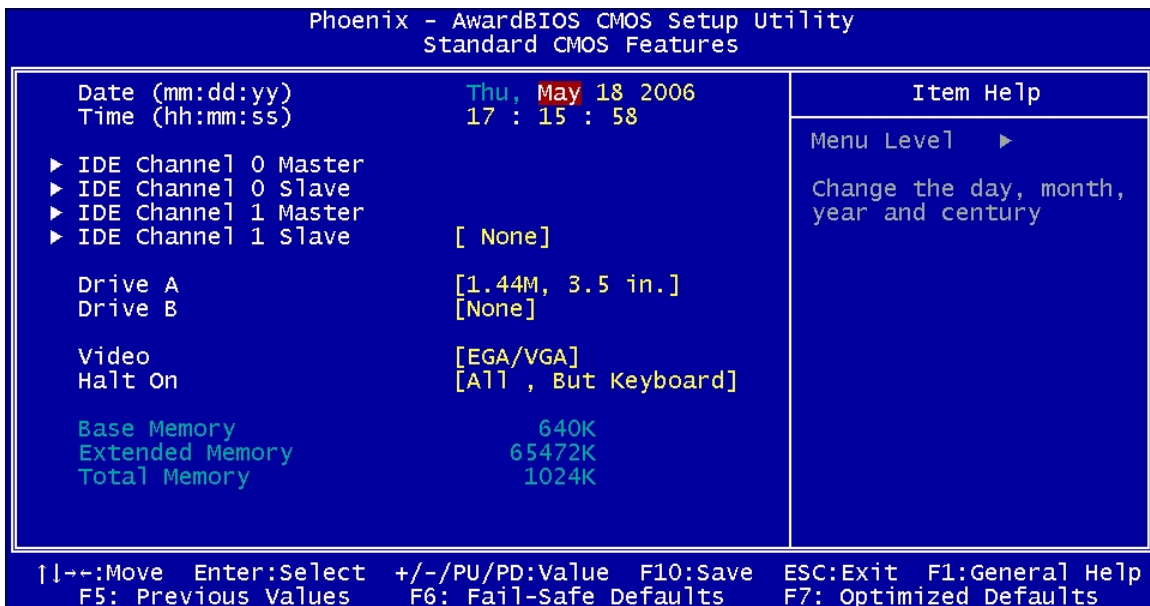 Phoenix - AwardBIOS CMOS Setup Utility
Standard CMOS Features
Date (mm:dd:yy) Thu, May 18 2006
Time (hh:mm:ss) 17 : 15 : 58
▶ IDE Channel 0 Master
▶ IDE Channel 0 Slave
▶ IDE Channel 1 Master
▶ IDE Channel 1 Slave [ None]
Drive A [1.44M, 3.5 in.]
Drive B [None]
Video [EGA/VGA]
Halt On [All , But Keyboard]
Base Memory 640K
Extended Memory 65472K
Total Memory 1024K
Item Help
Menu Level ▶
Change the day, month,
year and century
↑↓→←:Move Enter:Select +/-/PU/PD:Value F10:Save ESC:Exit F1:General Help
F5: Previous Values F6: Fail-Safe Defaults F7: Optimized Defaults